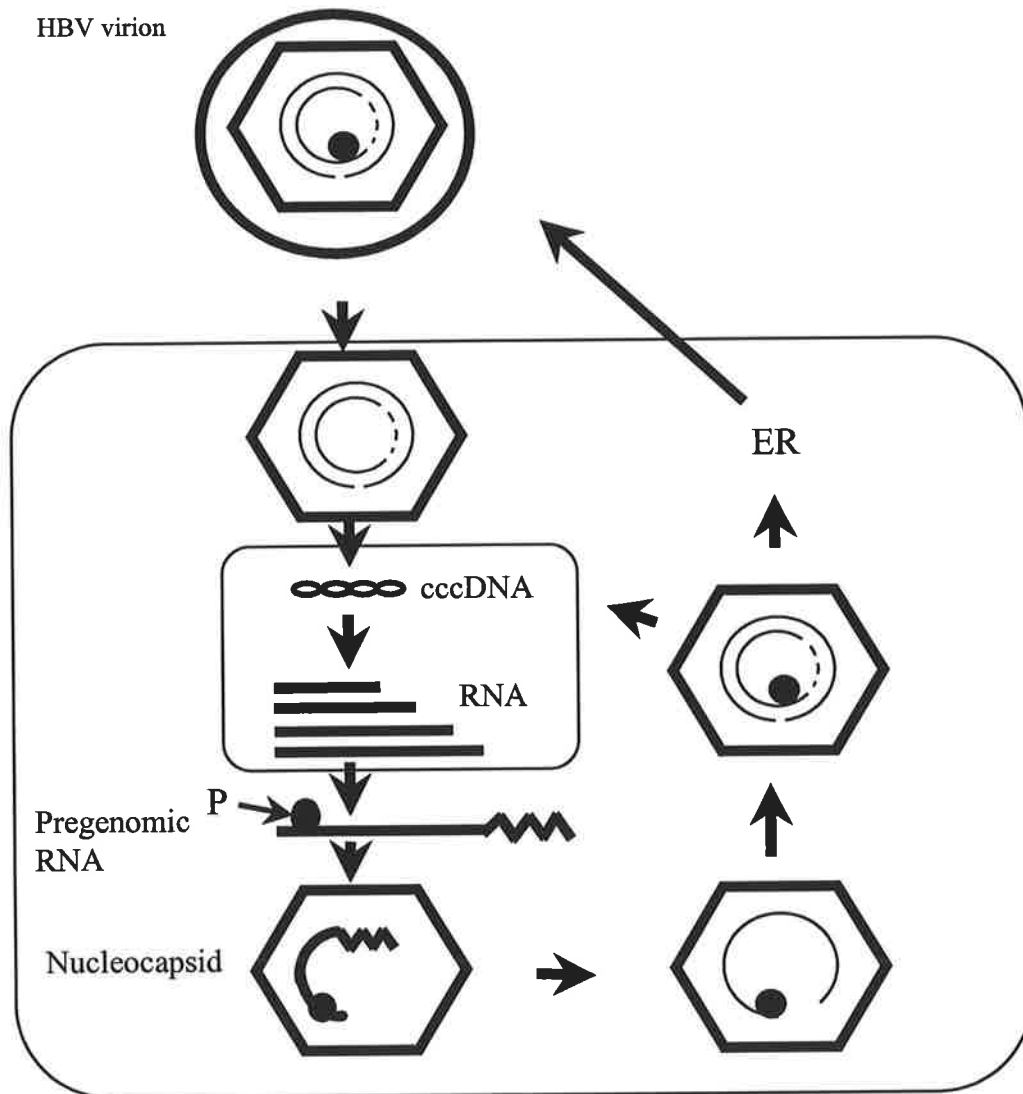 HBV virion
ER
cccDNA
RNA
P
Pregenomic
RNA
Nucleocapsid